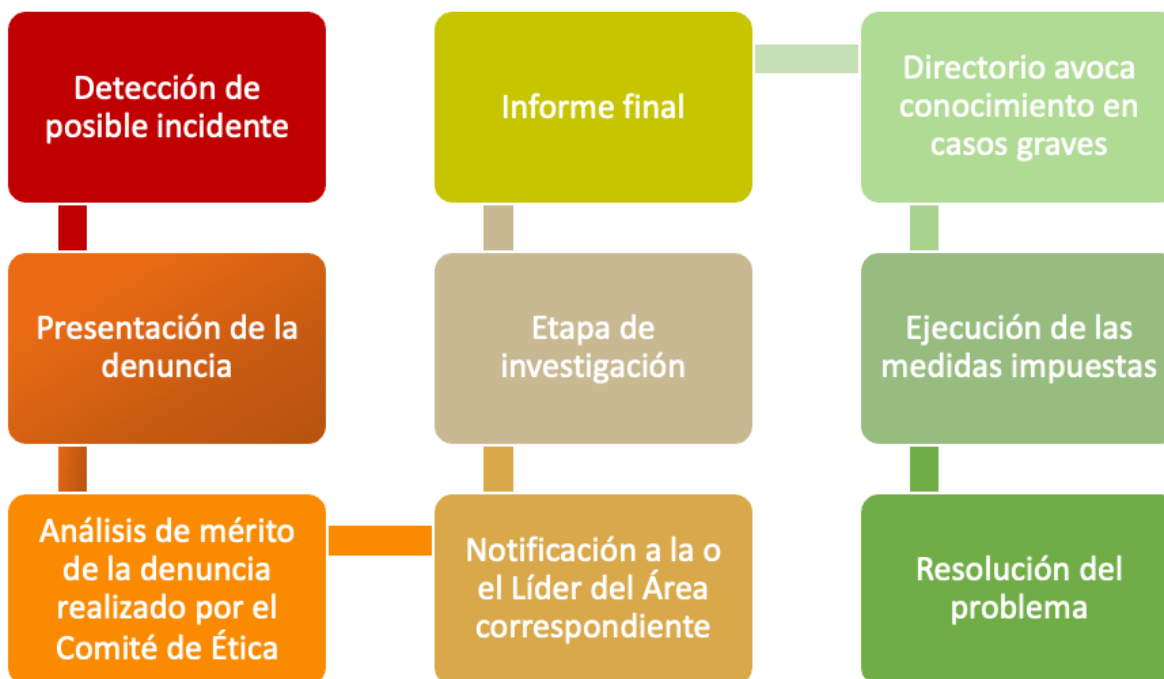 Detección de
posible incidente
Presentación de la
denuncia
Análisis de mérito
de la denuncia
realizado por el
Comité de Ética
Notificación a la o
el Líder del Área
correspondiente
Etapa de
investigación
Informe final
Directorio avoca
conocimiento en
casos graves
Ejecución de las
medidas impuestas
Resolución del
problema